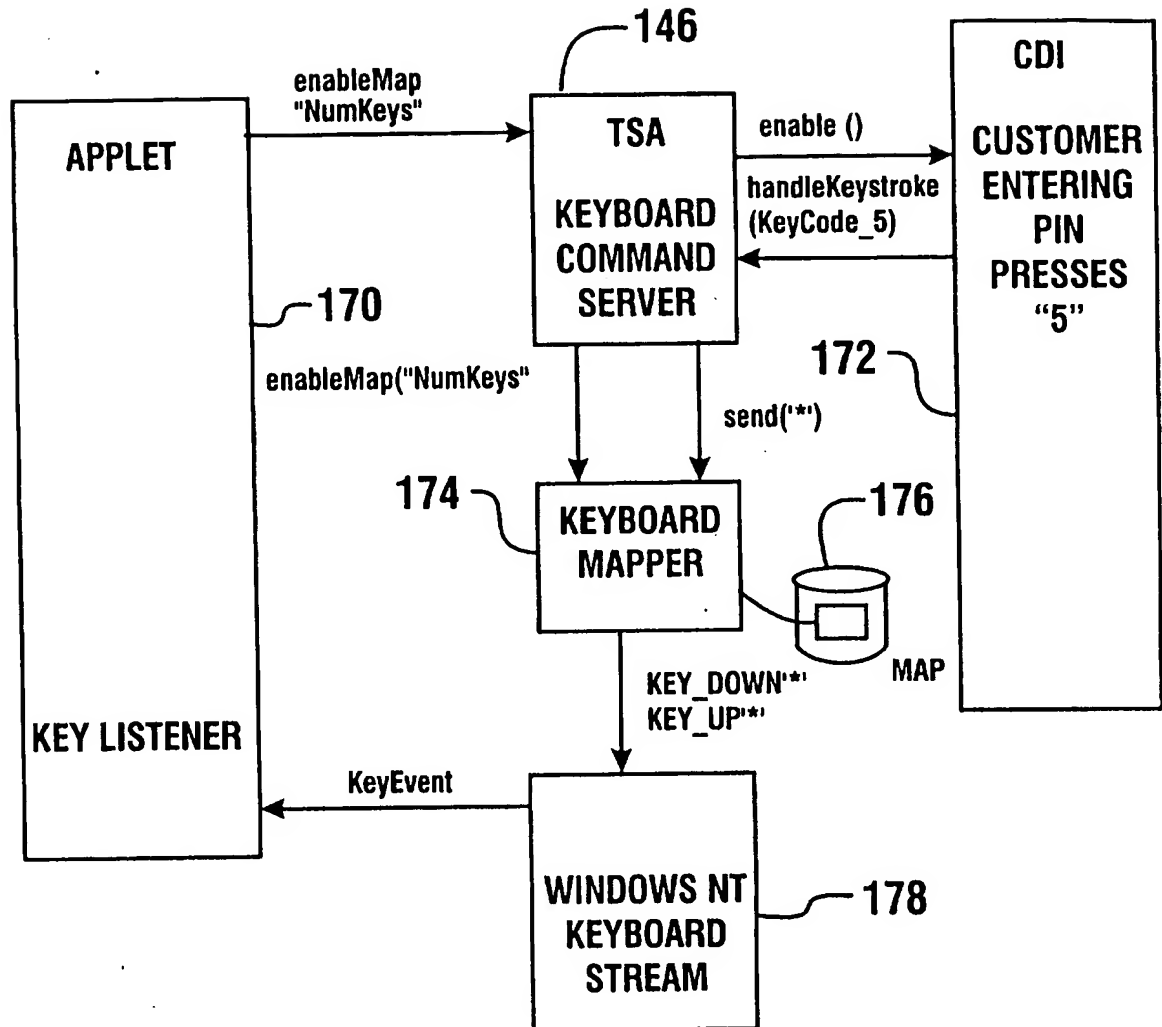 146
enableMap
"NumKeys"
APPLET
TSA
KEYBOARD
COMMAND
SERVER
enable ()
handleKeystroke
(KeyCode_5)
CDI
CUSTOMER
ENTERING
PIN
PRESSES
“5”
170
172
enableMap("NumKeys"
send('*')
174
KEYBOARD
MAPPER
176
MAP
KEY_DOWN'*'
KEY_UP'*'
KEY LISTENER
KeyEvent
WINDOWS NT
KEYBOARD
STREAM
178